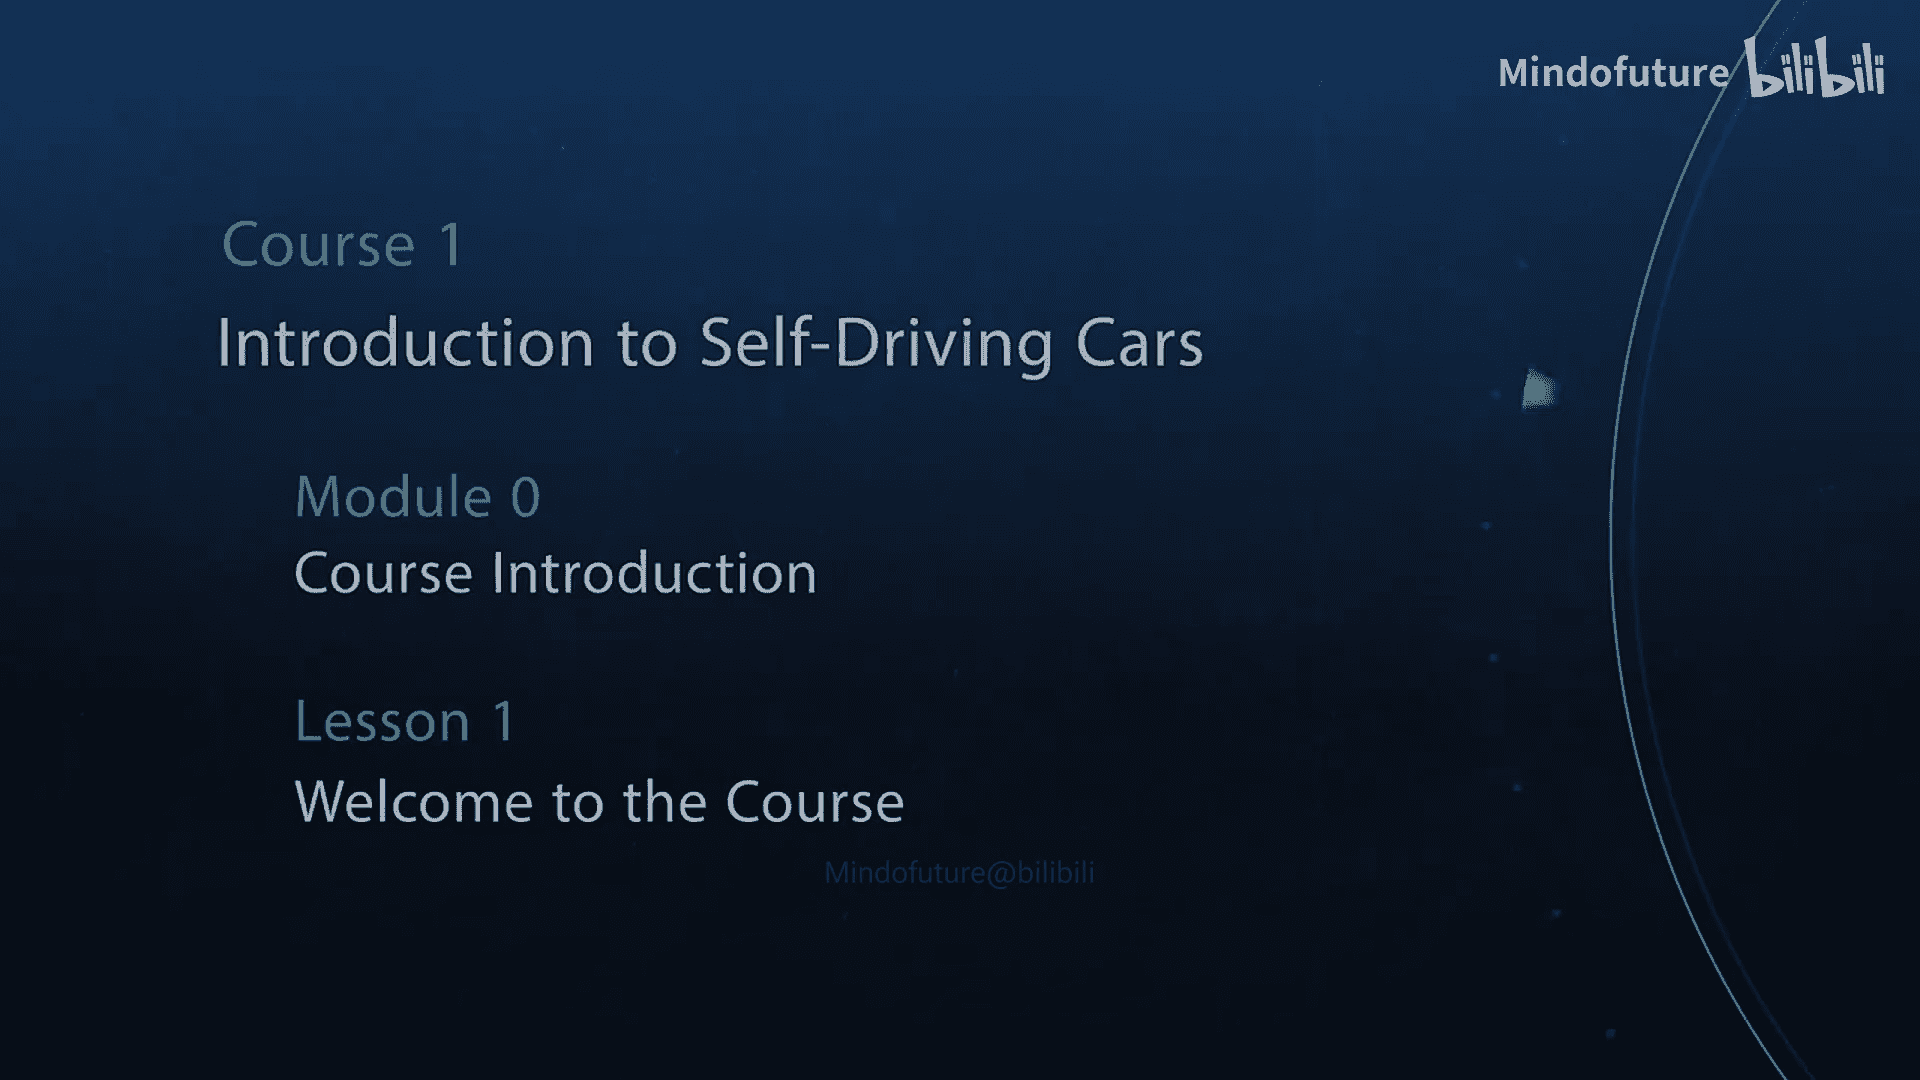 Mindofuture bilibili
Course 1
Introduction to Self-Driving Cars
Module 0
Course Introduction
Lesson 1
Welcome to the Course
Mindofuture@bilibili